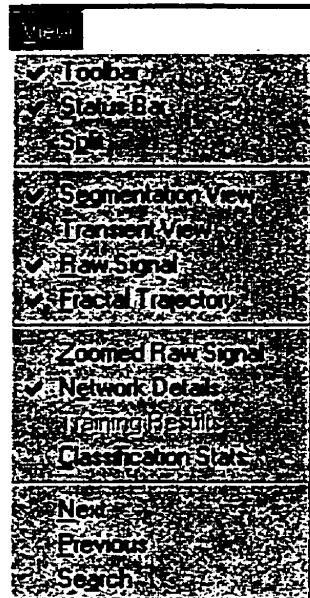 View
Toolbar
Status Bar
Split
Segmentation View
Transient View
Raw Signal
Fractal Trajectory
Zoomed Raw Signal
Network Details
Training Results
Classification Stats
Next
Previous
Search